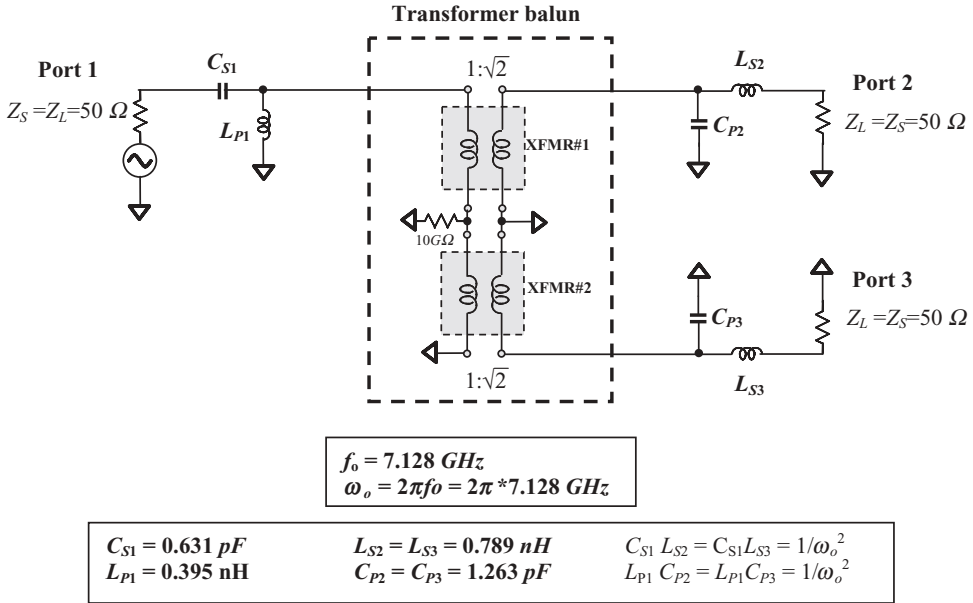 Transformer balun
Port 1
Z_S =Z_L=50 Ω
C_S1
L_P1
1:√2
XFMR#1
10GΩ
XFMR#2
1:√2
L_S2
C_P2
Port 2
Z_L =Z_S=50 Ω
C_P3
L_S3
Port 3
Z_L =Z_S=50 Ω
f_o = 7.128 GHz
ω_o = 2πfo = 2π *7.128 GHz
C_S1 = 0.631 pF L_S2 = L_S3 = 0.789 nH C_S1 L_S2 = C_S1L_S3 = 1/ω_o^2
L_P1 = 0.395 nH C_P2 = C_P3 = 1.263 pF L_P1 C_P2 = L_P1C_P3 = 1/ω_o^2